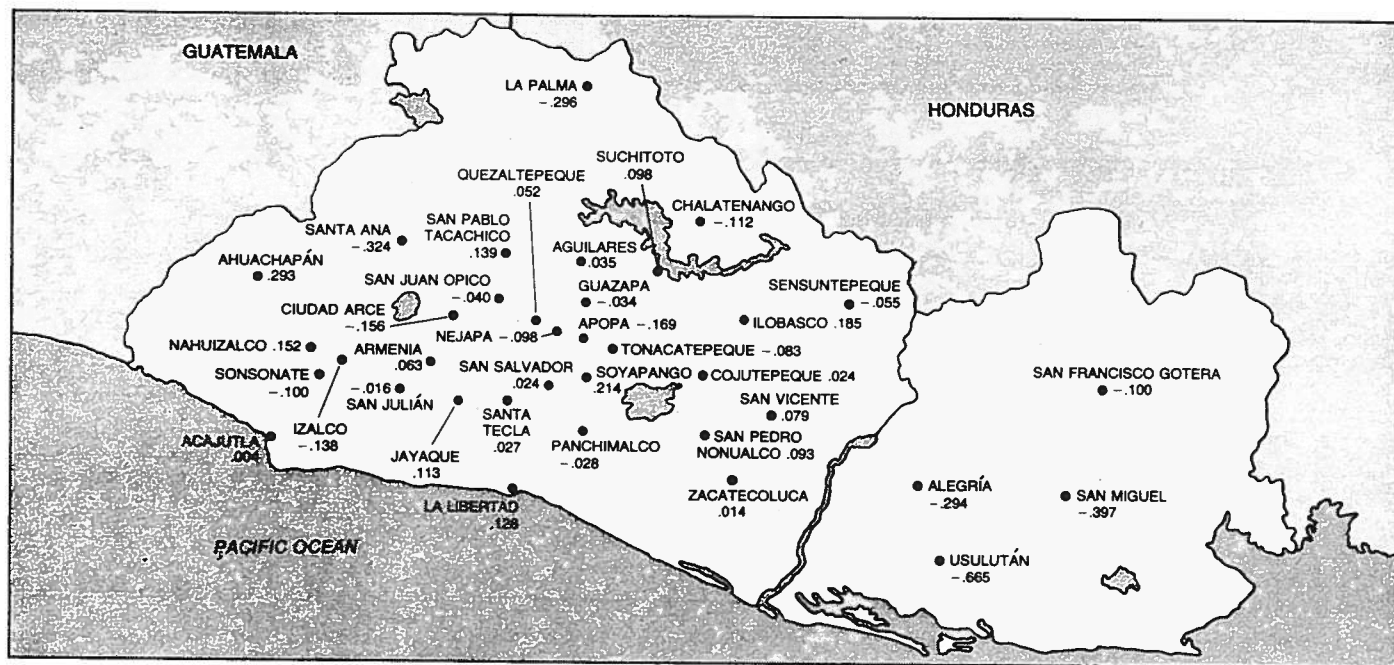 GUATEMALA
LA PALMA
-.296
HONDURAS
SUCHITOTO
.098
QUEZALTEPEQUE
.052
CHALATENANGO
-.112
SAN PABLO
TACACHICO
.139
SANTA ANA
-.324
AGUILARES
.035
AHUACHAPÁN
.293
SAN JUAN OPICO
-.040
GUAZAPA
-.034
SENSUNTEPEQUE
-.055
CIUDAD ARCE
-.156
NEJAPA -.098
APOPA -.169
ILOBASCO .185
NAHUIZALCO .152
ARMENIA
.063
TONACATEPEQUE -.083
SONSONATE
-.100
-.016
SAN JULIÁN
SAN SALVADOR
.024
SOYAPANGO
.214
COJUTEPEQUE .024
SAN FRANCISCO GOTERA
-.100
SAN VICENTE
.079
SANTA
TECLA
.027
IZALCO
-.138
ACAJUTLA
.004
JAYAQUE
.113
PANCHIMALCO
-.028
SAN PEDRO
NONUALCO .093
ZACATECOLUCA
.014
ALEGRÍA
-.294
SAN MIGUEL
-.397
LA LIBERTAD
.128
PACIFIC OCEAN
USULUTÁN
-.665